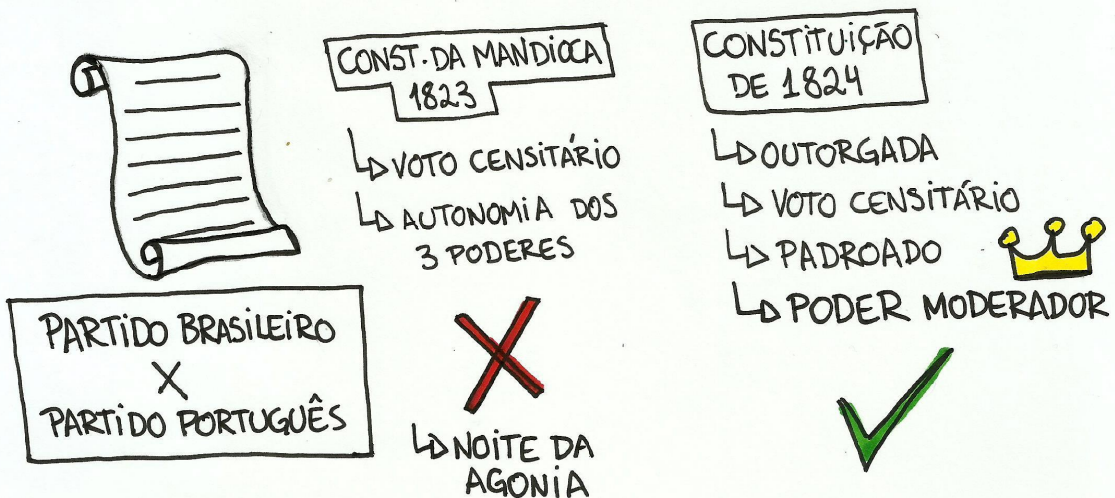 CONST. DA MANDIOCA
1823
VOTO CENSITÁRIO
AUTONOMIA DOS
3 PODERES
NOITE DA
AGONIA
CONSTITUIÇÃO
DE 1824
OUTORGADA
VOTO CENSITÁRIO
PADROADO
PODER MODERADOR
PARTIDO BRASILEIRO
X
PARTIDO PORTUGUÊS